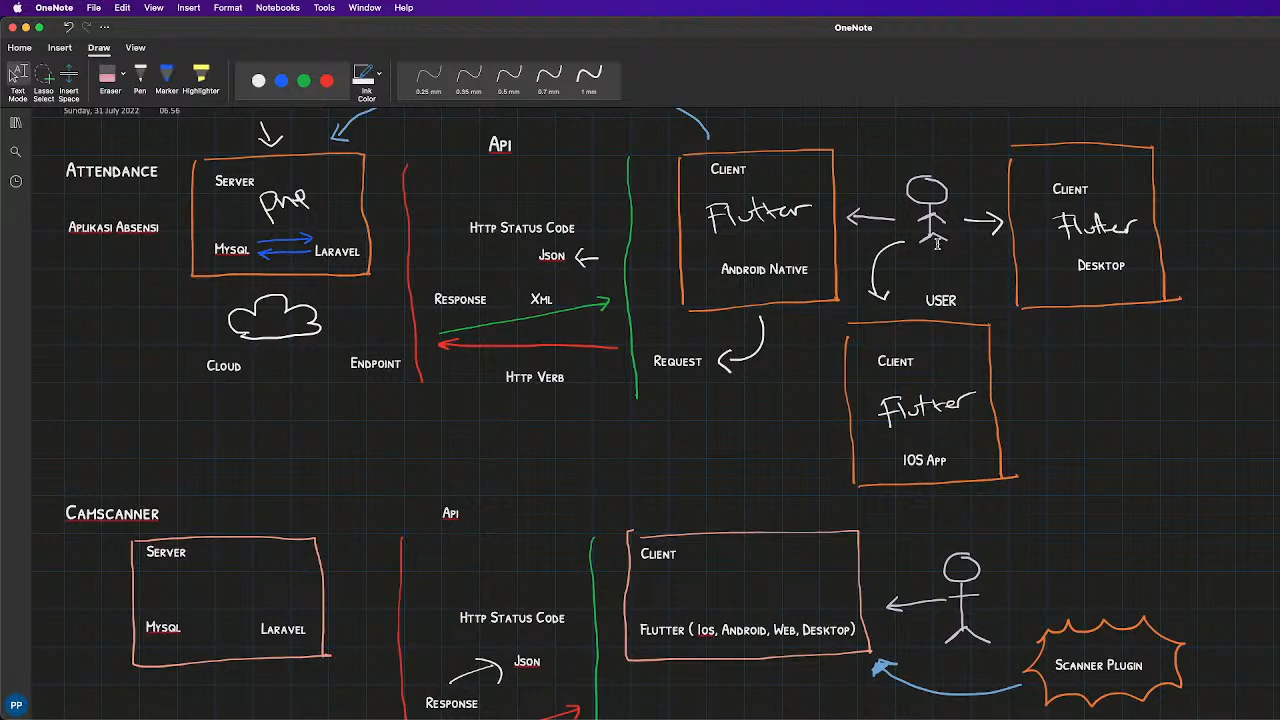 OneNote File Edit View Insert Format Notebooks Tools Window Help
OneNote
Home Insert Draw View
Text Mode
Lasso Select
Insert Space
Eraser
Pen
Marker
Highlighter
Ink Color
0.25 mm 0.35 mm 0.5 mm 0.7 mm 1 mm
Sunday, 31 July 2022 06.56
Attendance
Aplikasi Absensi
Server
PHP
Mysql
Laravel
Cloud
Api
Http Status Code
Json
Response
Xml
Endpoint
Http Verb
Client
Flutter
Android Native
Request
User
Client
Flutter
Desktop
Client
Flutter
IOS App
Camscanner
Server
Mysql
Laravel
Api
Http Status Code
Json
Response
Client
Flutter ( Ios, Android, Web, Desktop)
Scanner Plugin
PP